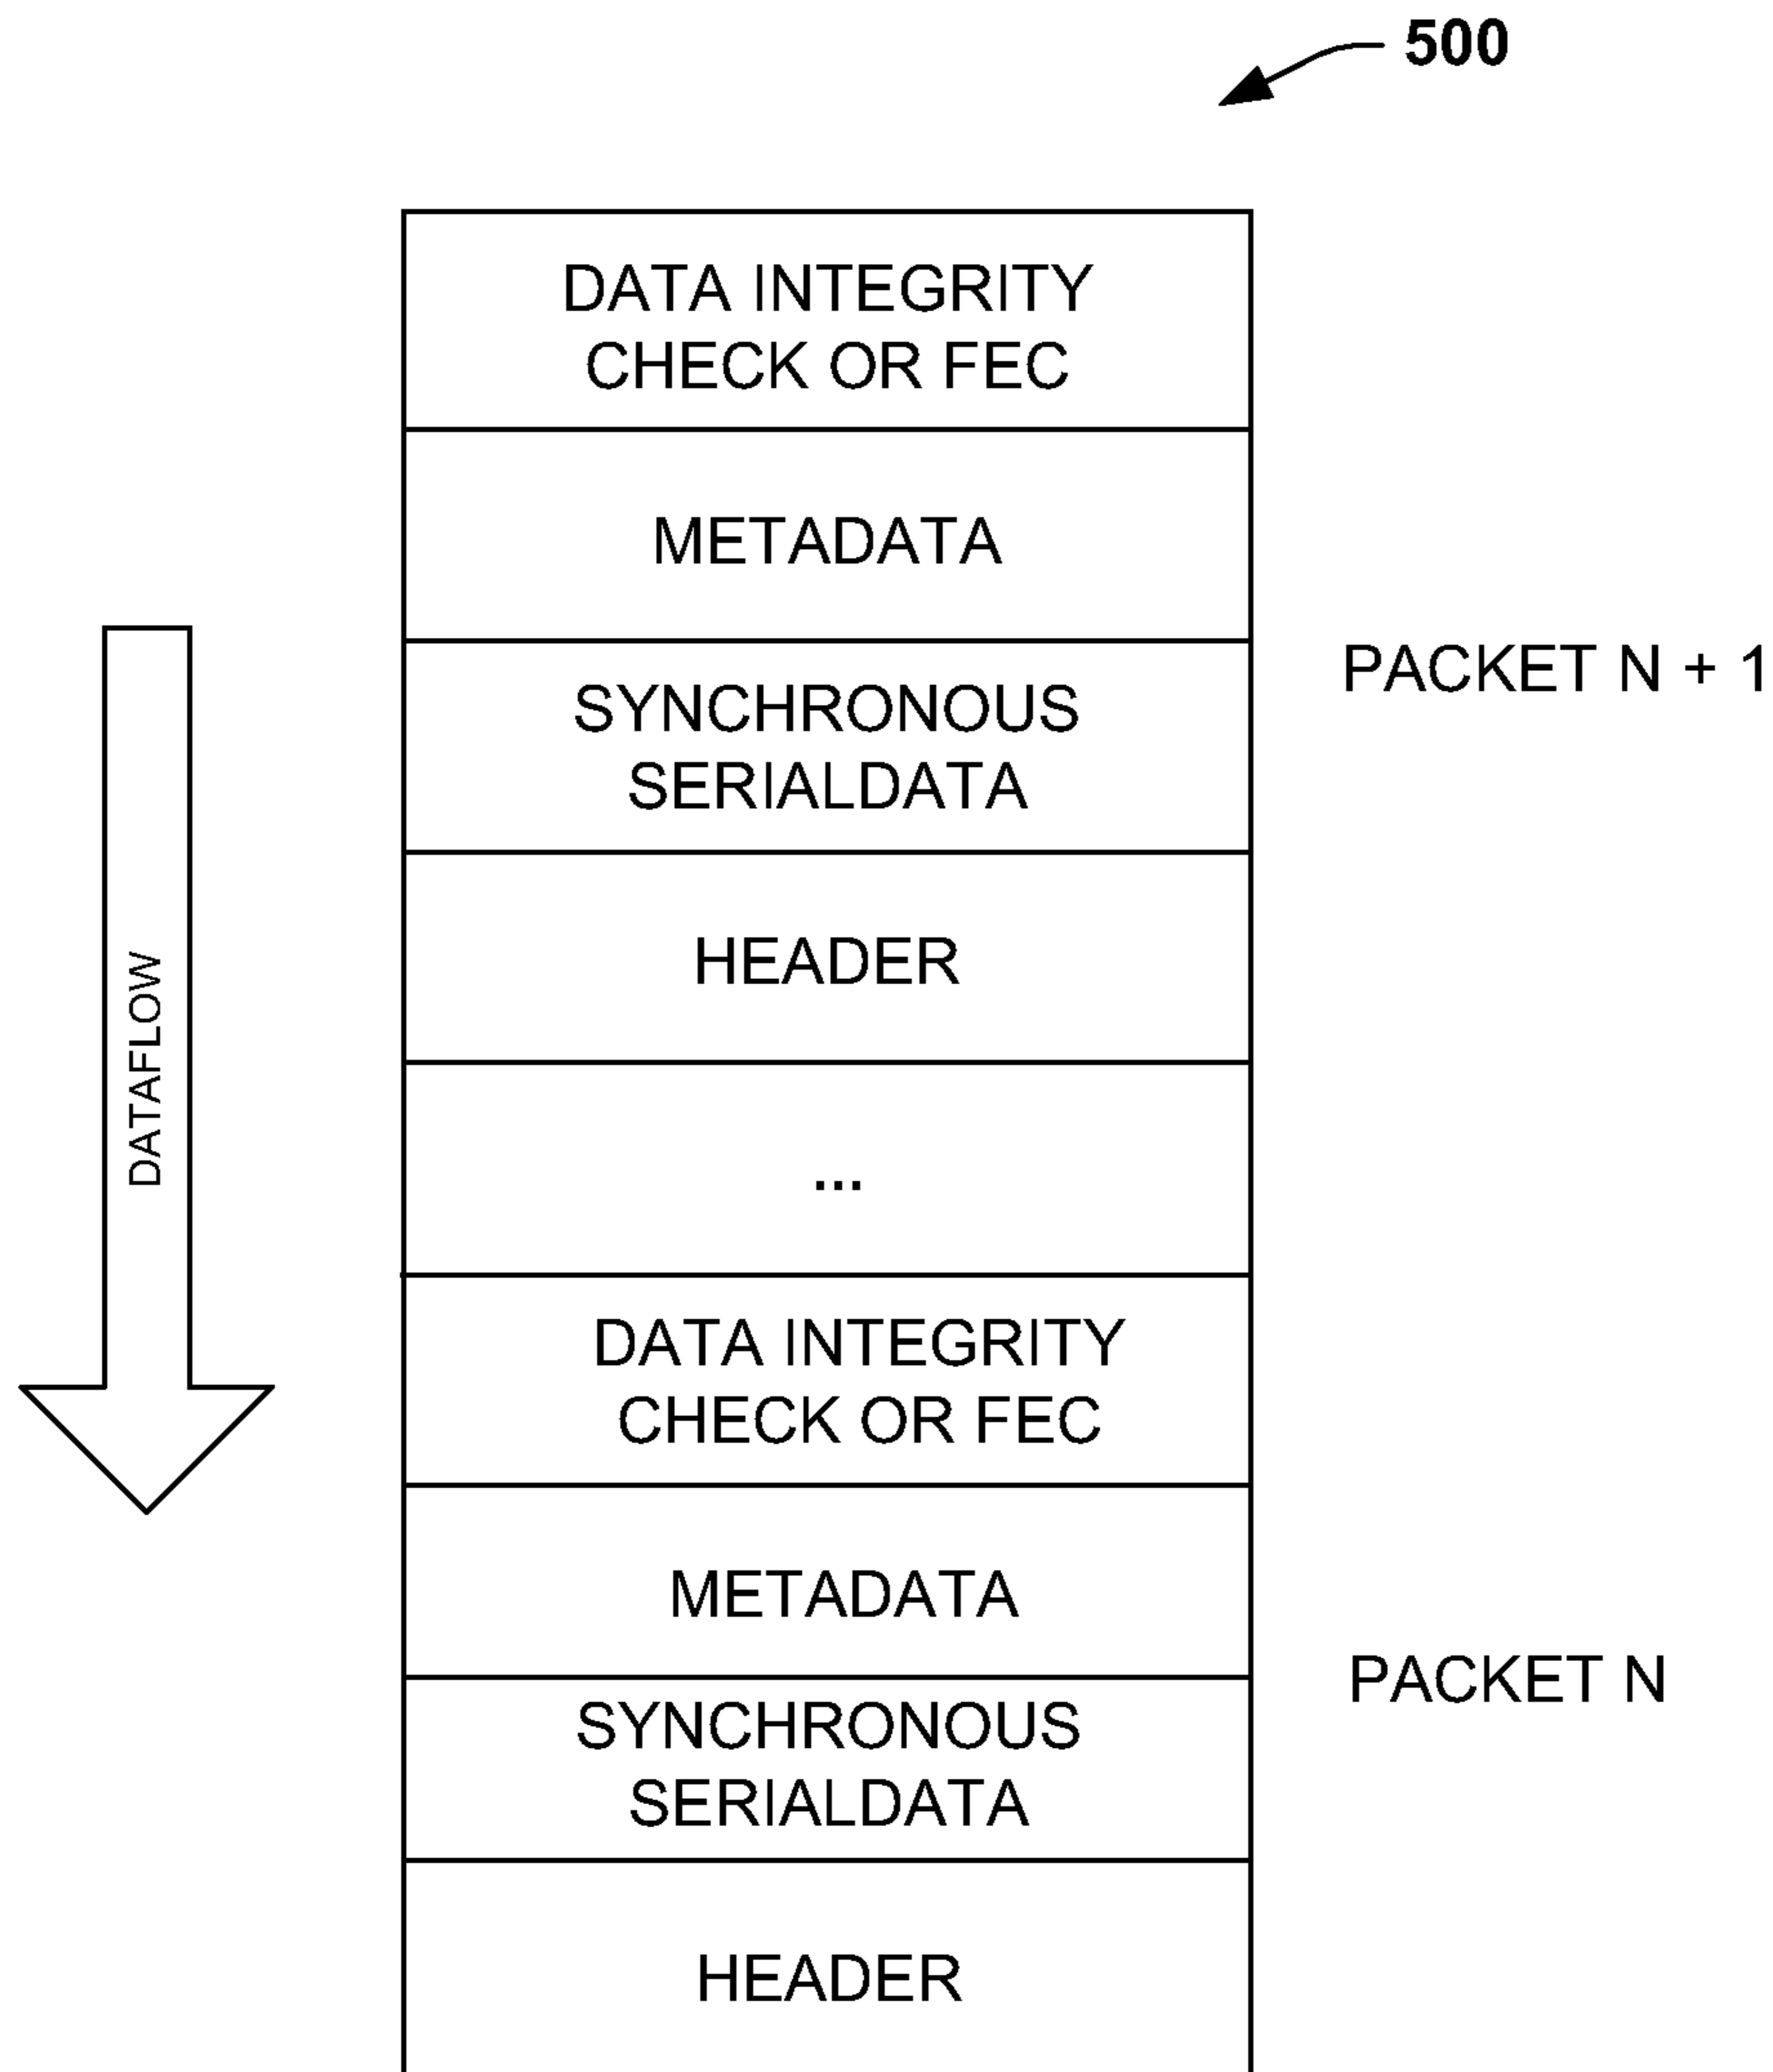 500
DATA INTEGRITY
CHECK OR FEC
METADATA
PACKET N + 1
SYNCHRONOUS
SERIALDATA
HEADER
DATAFLOW
...
DATA INTEGRITY
CHECK OR FEC
METADATA
PACKET N
SYNCHRONOUS
SERIALDATA
HEADER